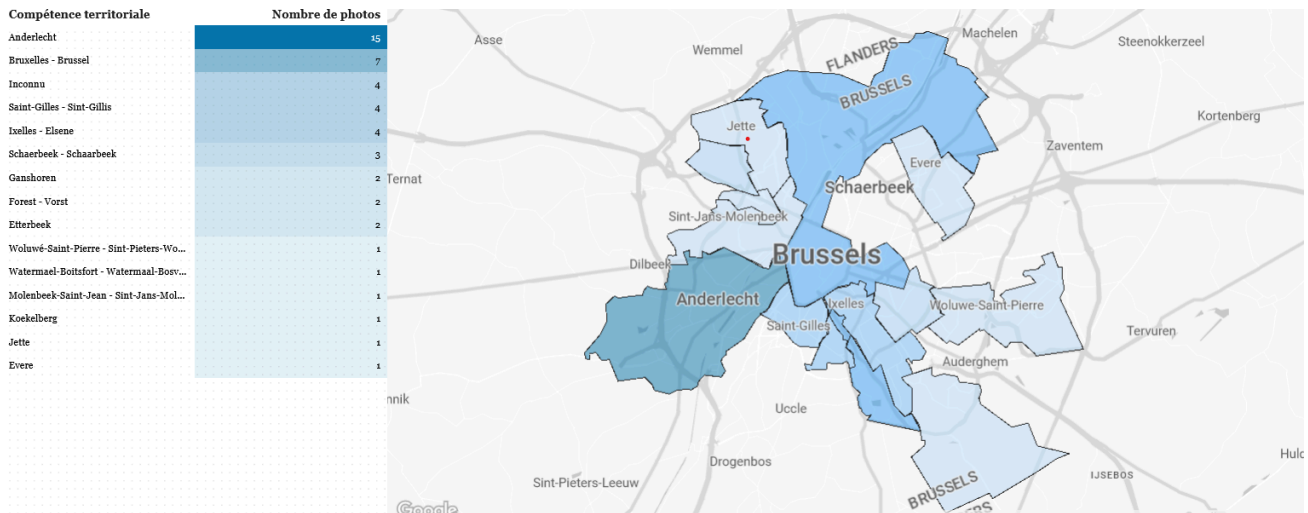 Compétence territoriale Nombre de photos
Anderlecht 15
Bruxelles - Brussel 7
Inconnu 4
Saint-Gilles - Sint-Gillis 4
Ixelles - Elsene 4
Schaerbeek - Schaarbeek 3
Ganshoren 2
Forest - Vorst 2
Etterbeek 2
Woluwé-Saint-Pierre - Sint-Pieters-Wo... 1
Watermael-Boitsfort - Watermaal-Bosv... 1
Molenbeek-Saint-Jean - Sint-Jans-Mol... 1
Koekelberg 1
Jette 1
Evere 1
Asse
Wemmel
FLANDERS
Machelen
Steenokkerzeel
BRUSSELS
Kortenberg
Jette
Zaventem
Evere
Ternat
Schaerbeek
Sint-Jans-Molenbeek
Brussels
Dilbeek
Anderlecht
Ixelles
Woluwe-Saint-Pierre
Saint-Gilles
Tervuren
Auderghem
nnik
Uccle
Drogenbos
Huld
IJSEBOS
Sint-Pieters-Leeuw
BRUSSELS
Google